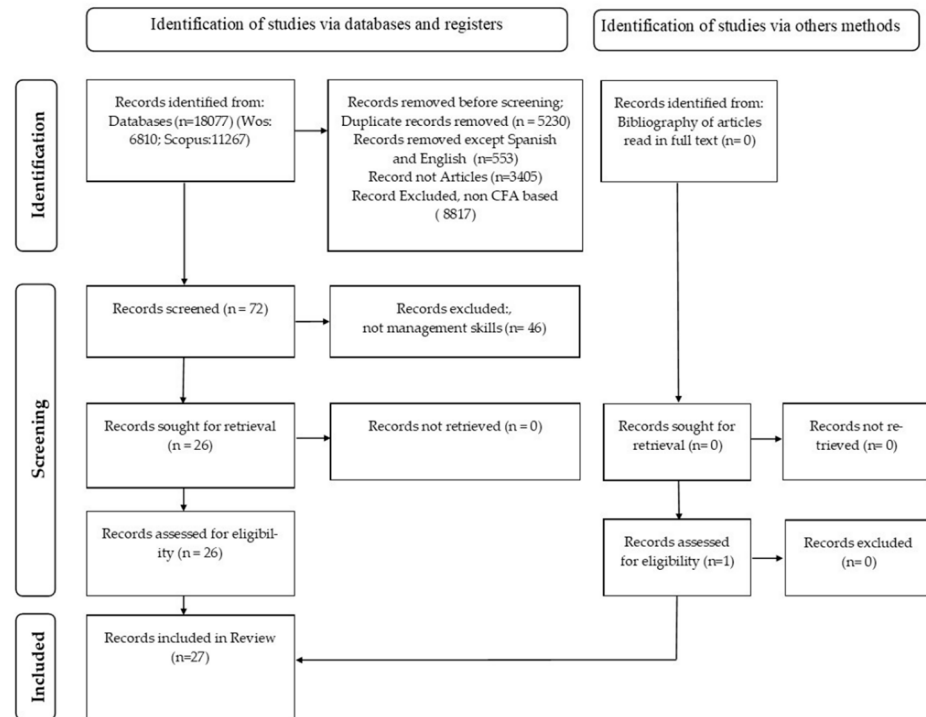 Identification of studies via databases and registers
Identification of studies via others methods
Identification
Records identified from:
Databases (n=18077) (Wos:
6810; Scopus:11267)
Records removed before screening;
Duplicate records removed (n = 5230)
Records removed except Spanish
and English (n=553)
Record not Articles (n=3405)
Record Excluded, non CFA based
( 8817)
Records identified from:
Bibliography of articles
read in full text (n= 0)
Screening
Records screened (n = 72)
Records excluded:,
not management skills (n= 46)
Records sought for retrieval
(n = 26)
Records not retrieved (n = 0)
Records sought for
retrieval (n=0)
Records not re-
trieved (n= 0)
Records assessed for eligibil-
ity (n = 26)
Records assessed
for eligibility (n=1)
Records excluded
(n= 0)
Included
Records included in Review
(n=27)